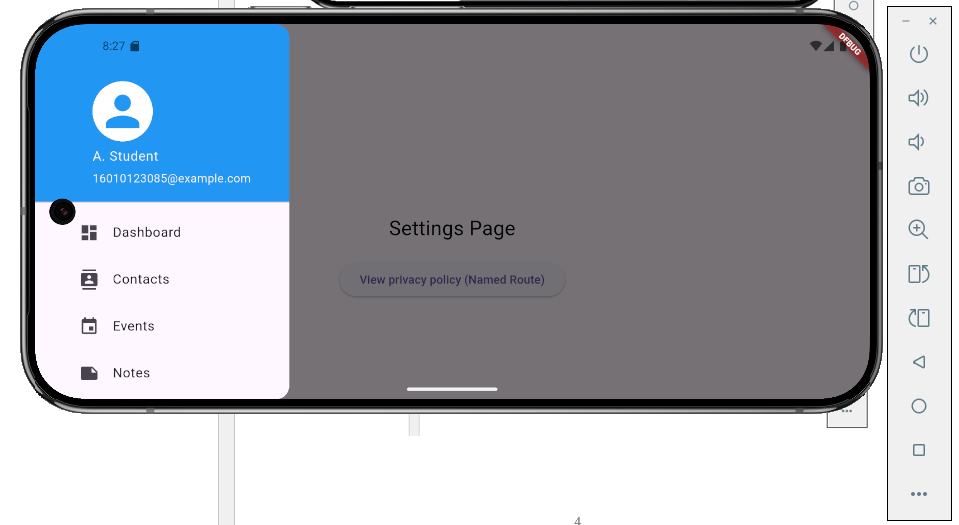 8:27
DEBUG
A. Student
16010123085@example.com
Dashboard
Contacts
Events
Notes
Settings Page
View privacy policy (Named Route)
4